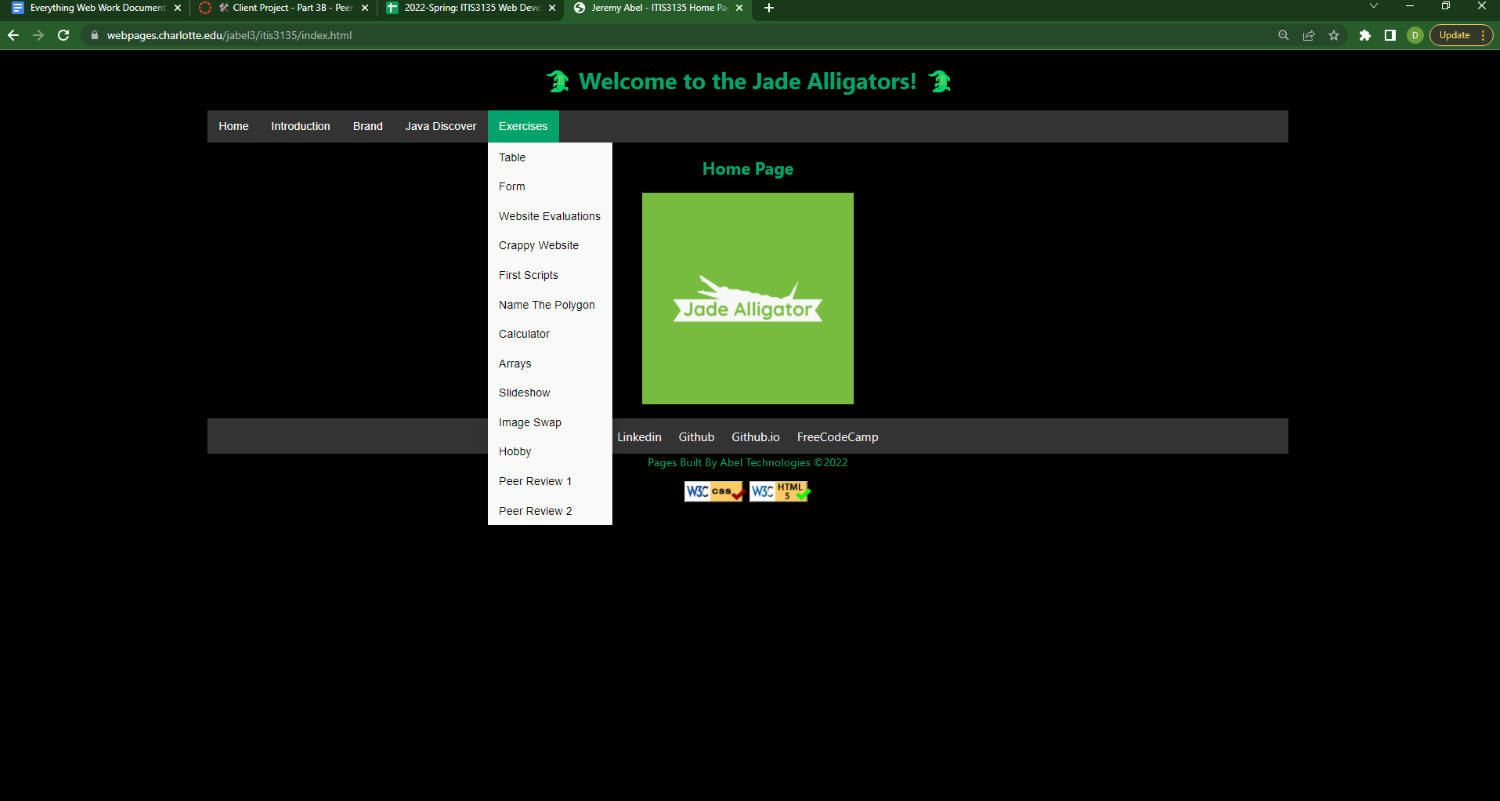 Everything Web Work Document
Client Project - Part 3B - Peer
2022-Spring: ITIS3135 Web Deve
Jeremy Abel - ITIS3135 Home Pa
webpages.charlotte.edu/jabel3/itis3135/index.html
D
Update
Welcome to the Jade Alligators!
Home Introduction Brand Java Discover Exercises
Table
Form
Website Evaluations
Crappy Website
First Scripts
Name The Polygon
Calculator
Arrays
Slideshow
Image Swap
Hobby
Peer Review 1
Peer Review 2
Home Page
Jade Alligator
Linkedin Github Github.io FreeCodeCamp
Pages Built By Abel Technologies ©2022
W3C css
W3C HTML 5